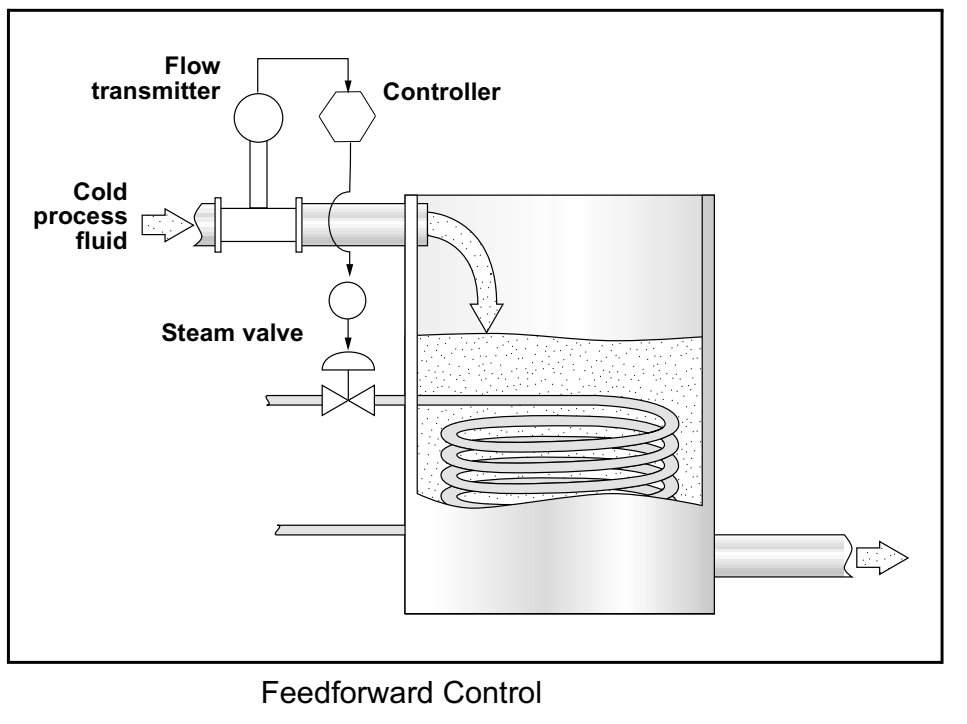 Flow
transmitter
Controller
Cold
process
fluid
Steam valve
Feedforward Control